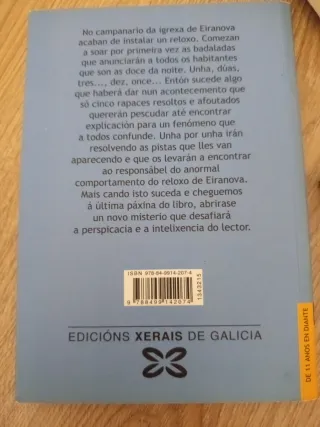 No campanario da igrexa de Eiranova
acaban de instalar un reloxo. Comezan
a soar por primeira vez as badaladas
que anunciarán a todos os habitantes
que son as doce da noite. Unha, dúas,
tres..., dez, once... Entón sucede algo
que haberá dar nun acontecemento que
só cinco rapaces resoltos e afoutados
quererán pescudar até encontrar
explicación para un fenómeno que
a todos confunde. Unha por unha irán
resolvendo as pistas que lles van
aparecendo e que os levarán a encontrar
ao responsábel do anormal
comportamento do reloxo de Eiranova.
Mais cando isto suceda e cheguemos
á última páxina do libro, abrirase
un novo misterio que desafiará
a perspicacia e a intelixencia do lector.
ISBN 978-84-9914-207-4
9 788499 142074
1343215
EDICIÓNS XERAIS DE GALICIA
DE 11 ANOS EN DIANTE